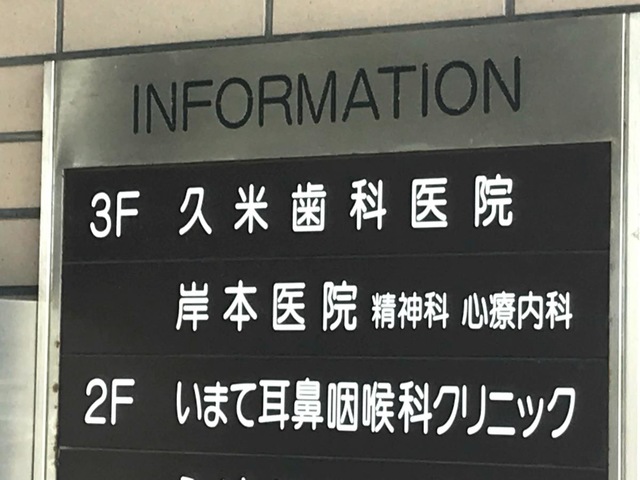 INFORMATION
3F 久米歯科医院
岸本医院 精神科 心療内科
2F いまて耳鼻咽喉科クリニック